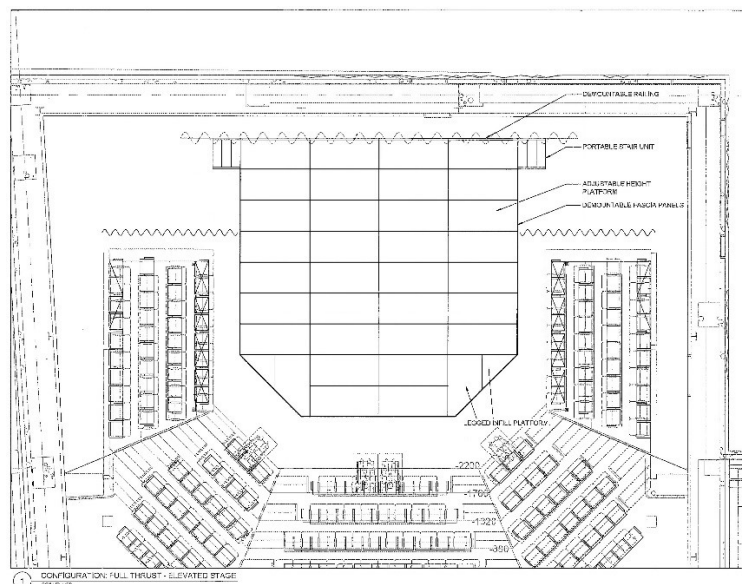 DEMOUNTABLE RAILING
PORTABLE STAIR UNIT
ADJUSTABLE HEIGHT
PLATFORM
DEMOUNTABLE FASCIA PANELS
LEGGED INFILL PLATFORM
-2200
-1760
-1320
-880
1
CONFIGURATION: FULL THRUST - ELEVATED STAGE